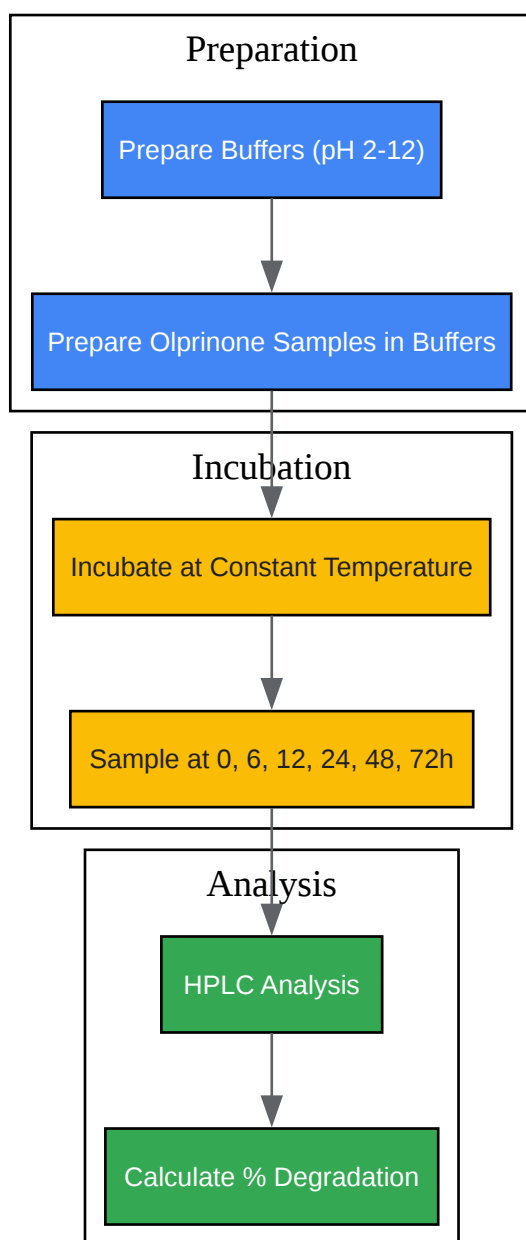 Preparation
Prepare Buffers (pH 2-12)
Prepare Olprinone Samples in Buffers
Incubation
Incubate at Constant Temperature
Sample at 0, 6, 12, 24, 48, 72h
Analysis
HPLC Analysis
Calculate % Degradation